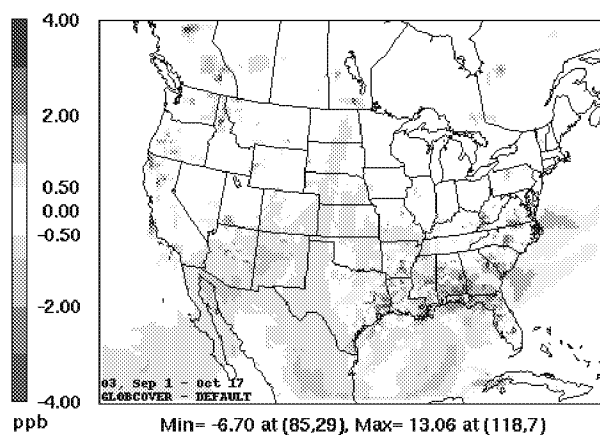 4.00
2.00
0.50
0.00
-0.50
-2.00
-4.00
ppb
03, Sep 1 - Oct 17
GLOBCOVER - DEFAULT
Min= -6.70 at (85,29), Max= 13.06 at (118,7)